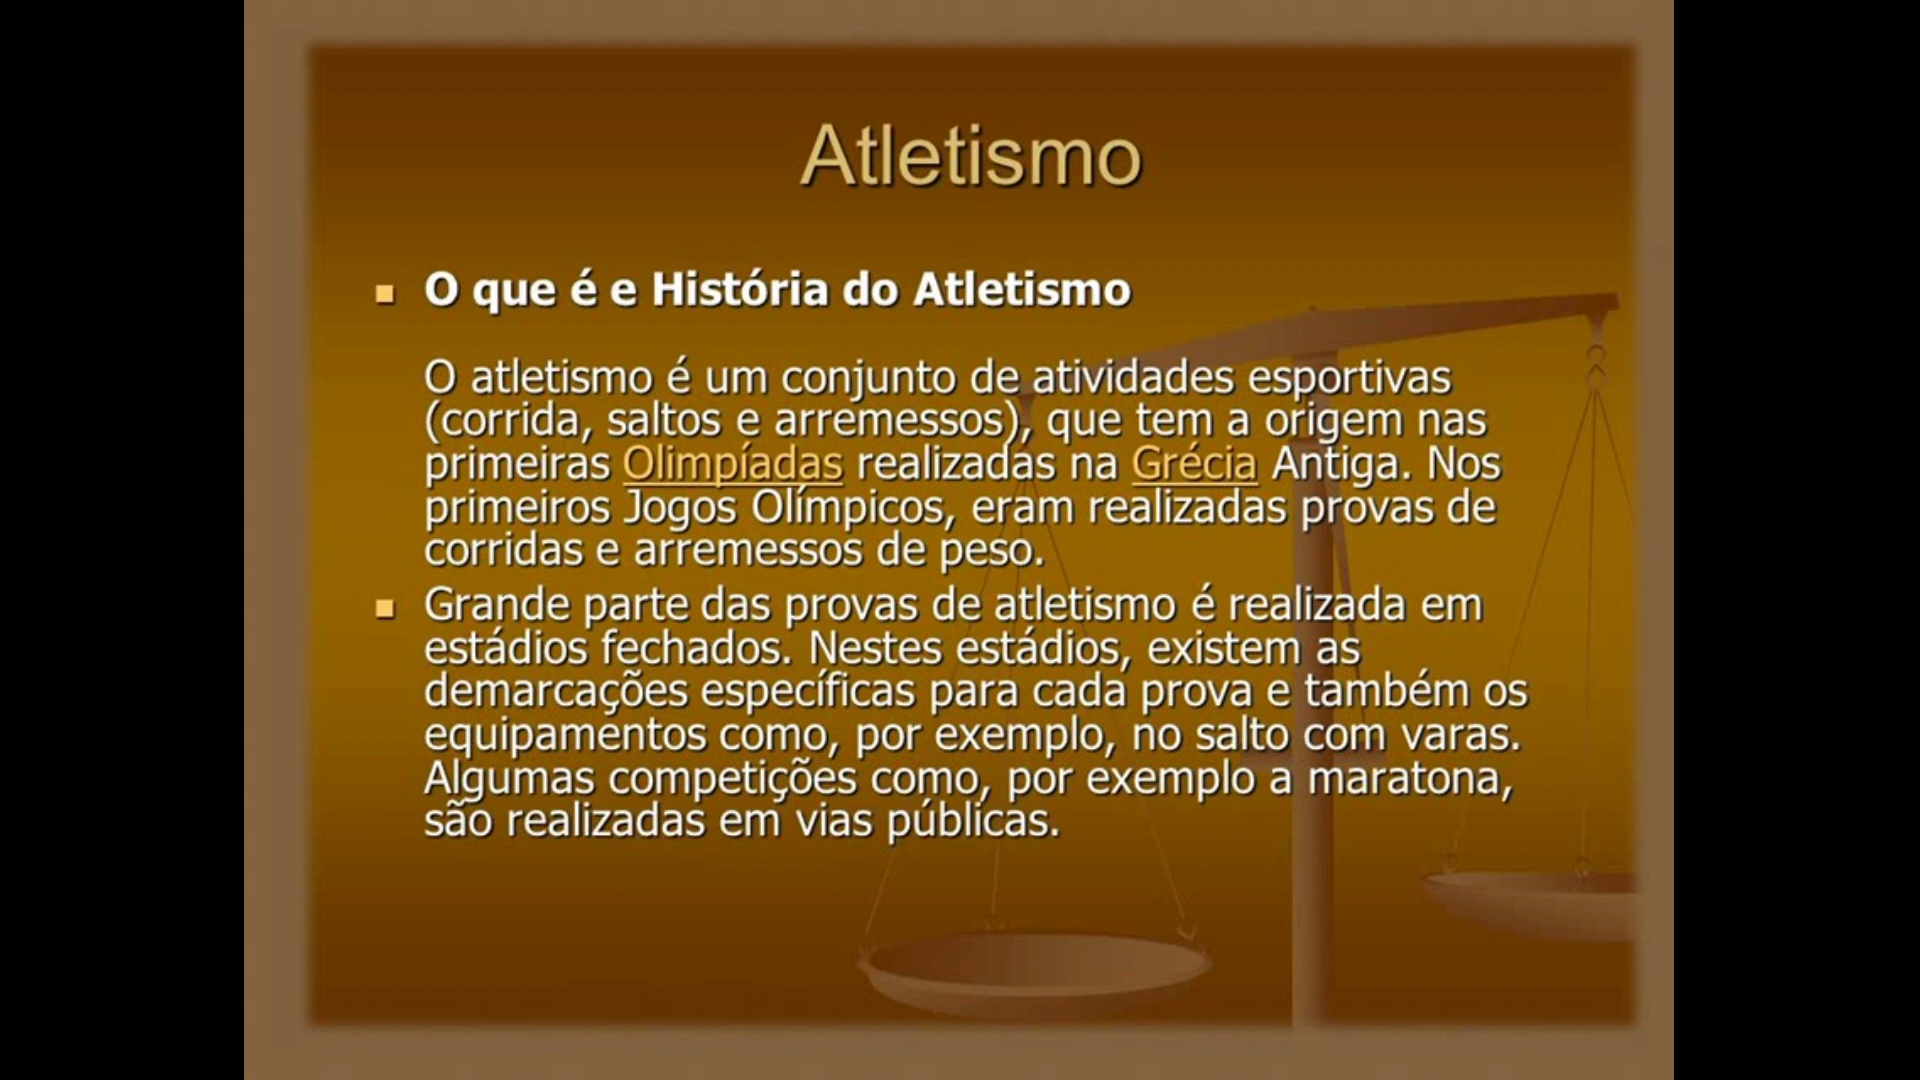 Atletismo
O que é e História do Atletismo
O atletismo é um conjunto de atividades esportivas
(corrida, saltos e arremessos), que tem a origem nas
primeiras Olimpíadas realizadas na Grécia Antiga. Nos
primeiros Jogos Olímpicos, eram realizadas provas de
corridas e arremessos de peso.
Grande parte das provas de atletismo é realizada em
estádios fechados. Nestes estádios, existem as
demarcações específicas para cada prova e também os
equipamentos como, por exemplo, no salto com varas.
Algumas competições como, por exemplo a maratona,
são realizadas em vias públicas.